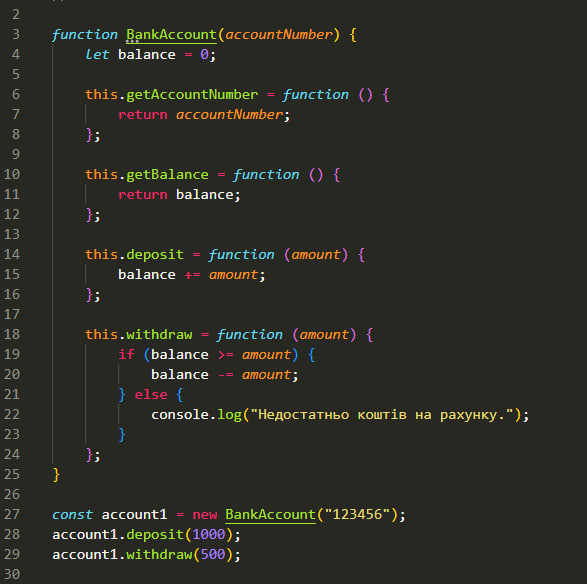 2
3 function BankAccount(accountNumber) {
4     let balance = 0;
5
6     this.getAccountNumber = function () {
7         return accountNumber;
8     };
9
10     this.getBalance = function () {
11         return balance;
12     };
13
14     this.deposit = function (amount) {
15         balance += amount;
16     };
17
18     this.withdraw = function (amount) {
19         if (balance >= amount) {
20             balance -= amount;
21         } else {
22             console.log("Недостатньо коштів на рахунку.");
23         }
24     };
25 }
26
27 const account1 = new BankAccount("123456");
28 account1.deposit(1000);
29 account1.withdraw(500);
30